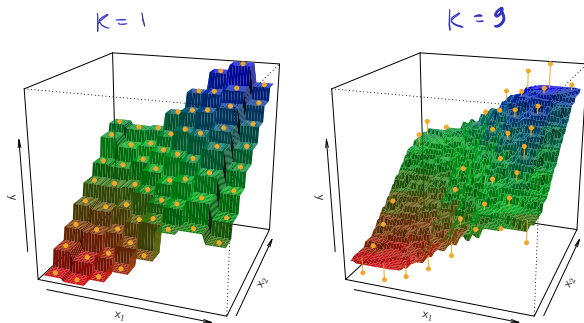 K = 1
K = 9
y
x₁
x₂
y
x₁
x₂